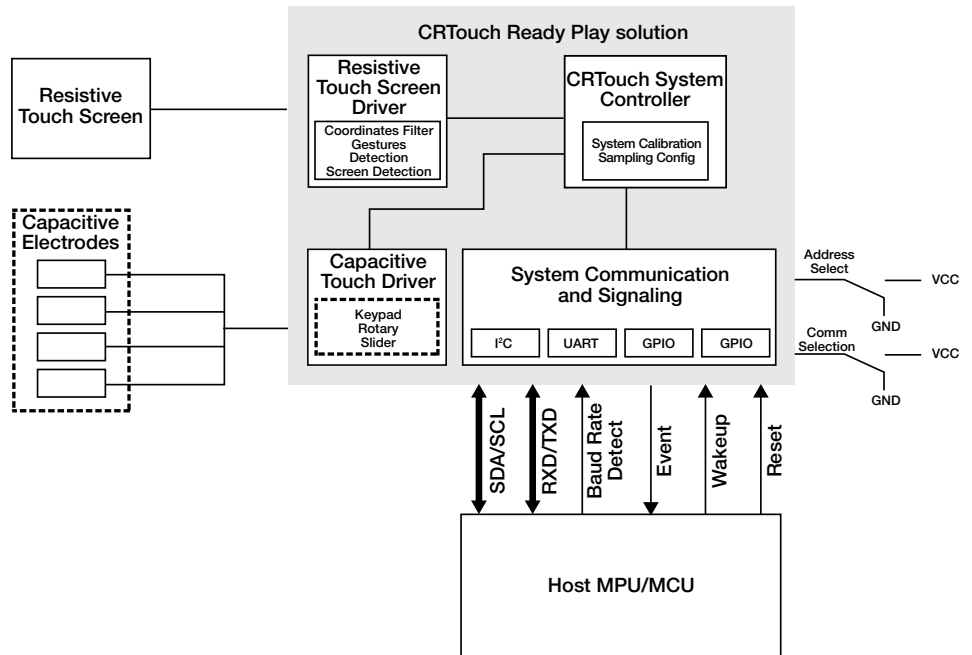 CRTouch Ready Play solution
Resistive
Touch Screen
Resistive
Touch Screen
Driver
Coordinates Filter
Gestures
Detection
Screen Detection
CRTouch System
Controller
System Calibration
Sampling Config
Capacitive
Electrodes
Capacitive
Touch Driver
Keypad
Rotary
Slider
System Communication
and Signaling
I²C
UART
GPIO
GPIO
Address
Select
VCC
GND
Comm
Selection
VCC
GND
SDA/SCL
RXD/TXD
Baud Rate
Detect
Event
Wakeup
Reset
Host MPU/MCU